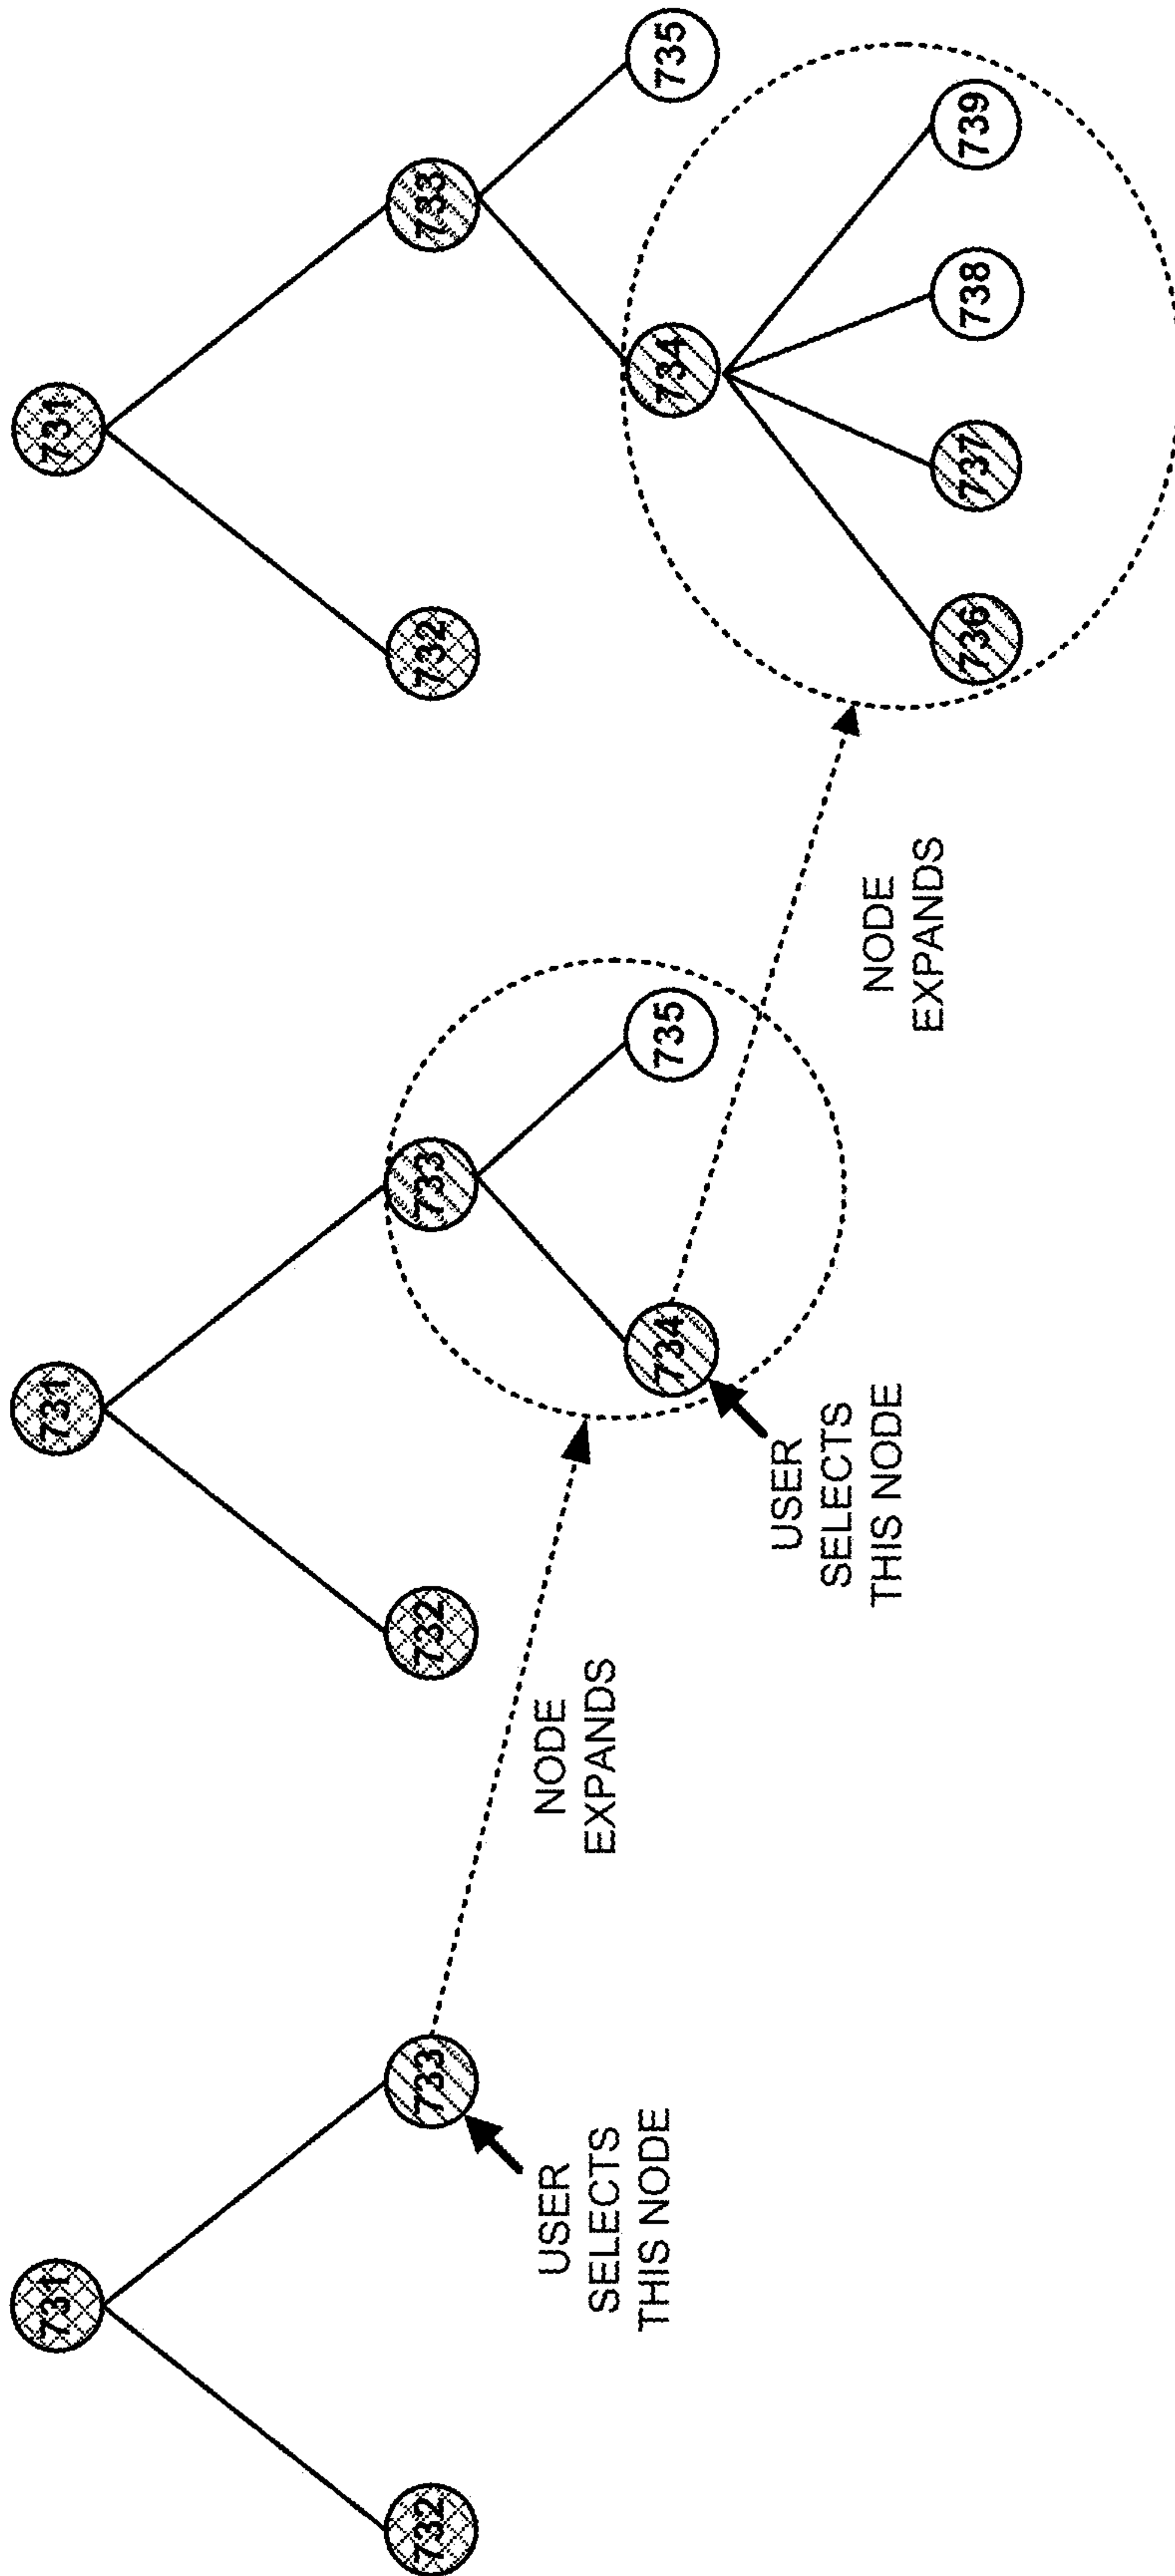 731
732
733
USER
SELECTS
THIS NODE
NODE
EXPANDS
731
732
733
734
735
USER
SELECTS
THIS NODE
NODE
EXPANDS
731
732
733
734
735
736
737
738
739